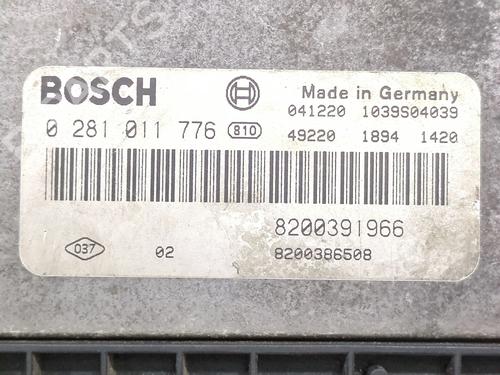 BOSCH
Made in Germany
041220 1039S04039
0 281 011 776 810
49220 1894 1420
8200391966
037 02 8200386508